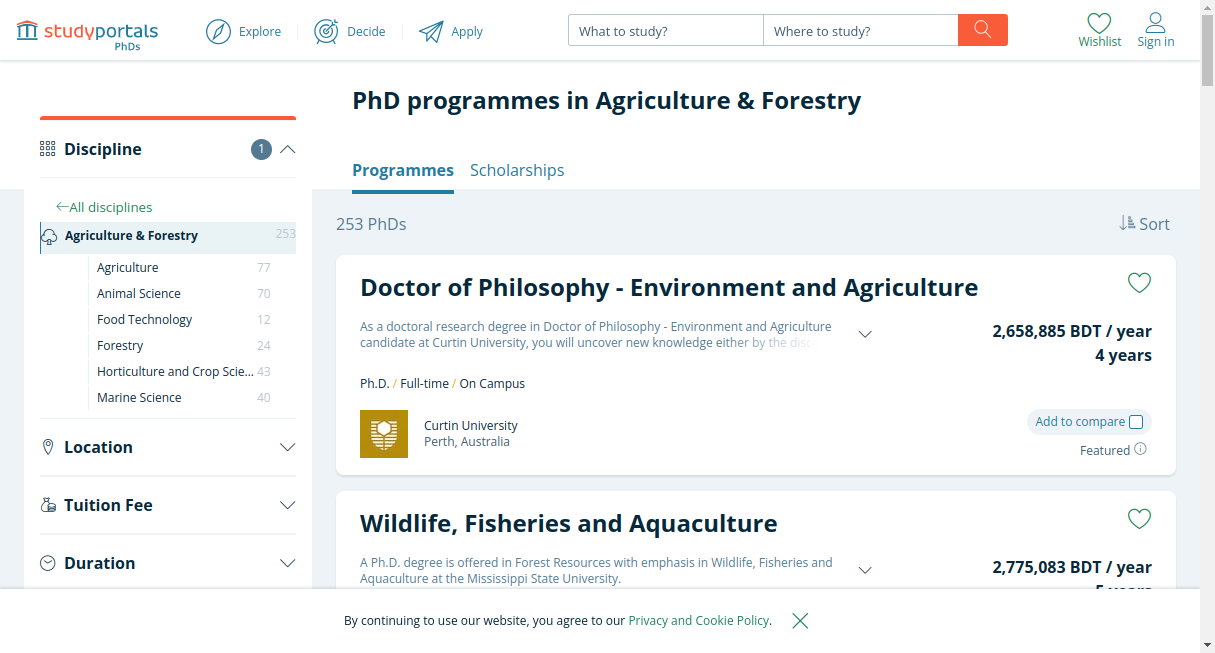 studyportals
PhDs
Explore
Decide
Apply
What to study?
Where to study?
Wishlist
Sign in
PhD programmes in Agriculture & Forestry
Discipline
1
Programmes
Scholarships
All disciplines
Agriculture & Forestry 253
Agriculture 77
Animal Science 70
Food Technology 12
Forestry 24
Horticulture and Crop Scie... 43
Marine Science 40
Location
Tuition Fee
Duration
253 PhDs
Sort
Doctor of Philosophy - Environment and Agriculture
As a doctoral research degree in Doctor of Philosophy - Environment and Agriculture
candidate at Curtin University, you will uncover new knowledge either by the disc
2,658,885 BDT / year
4 years
Ph.D. / Full-time / On Campus
Curtin University
Perth, Australia
Add to compare
Featured
Wildlife, Fisheries and Aquaculture
A Ph.D. degree is offered in Forest Resources with emphasis in Wildlife, Fisheries and
Aquaculture at the Mississippi State University.
2,775,083 BDT / year
5 years
By continuing to use our website, you agree to our Privacy and Cookie Policy.